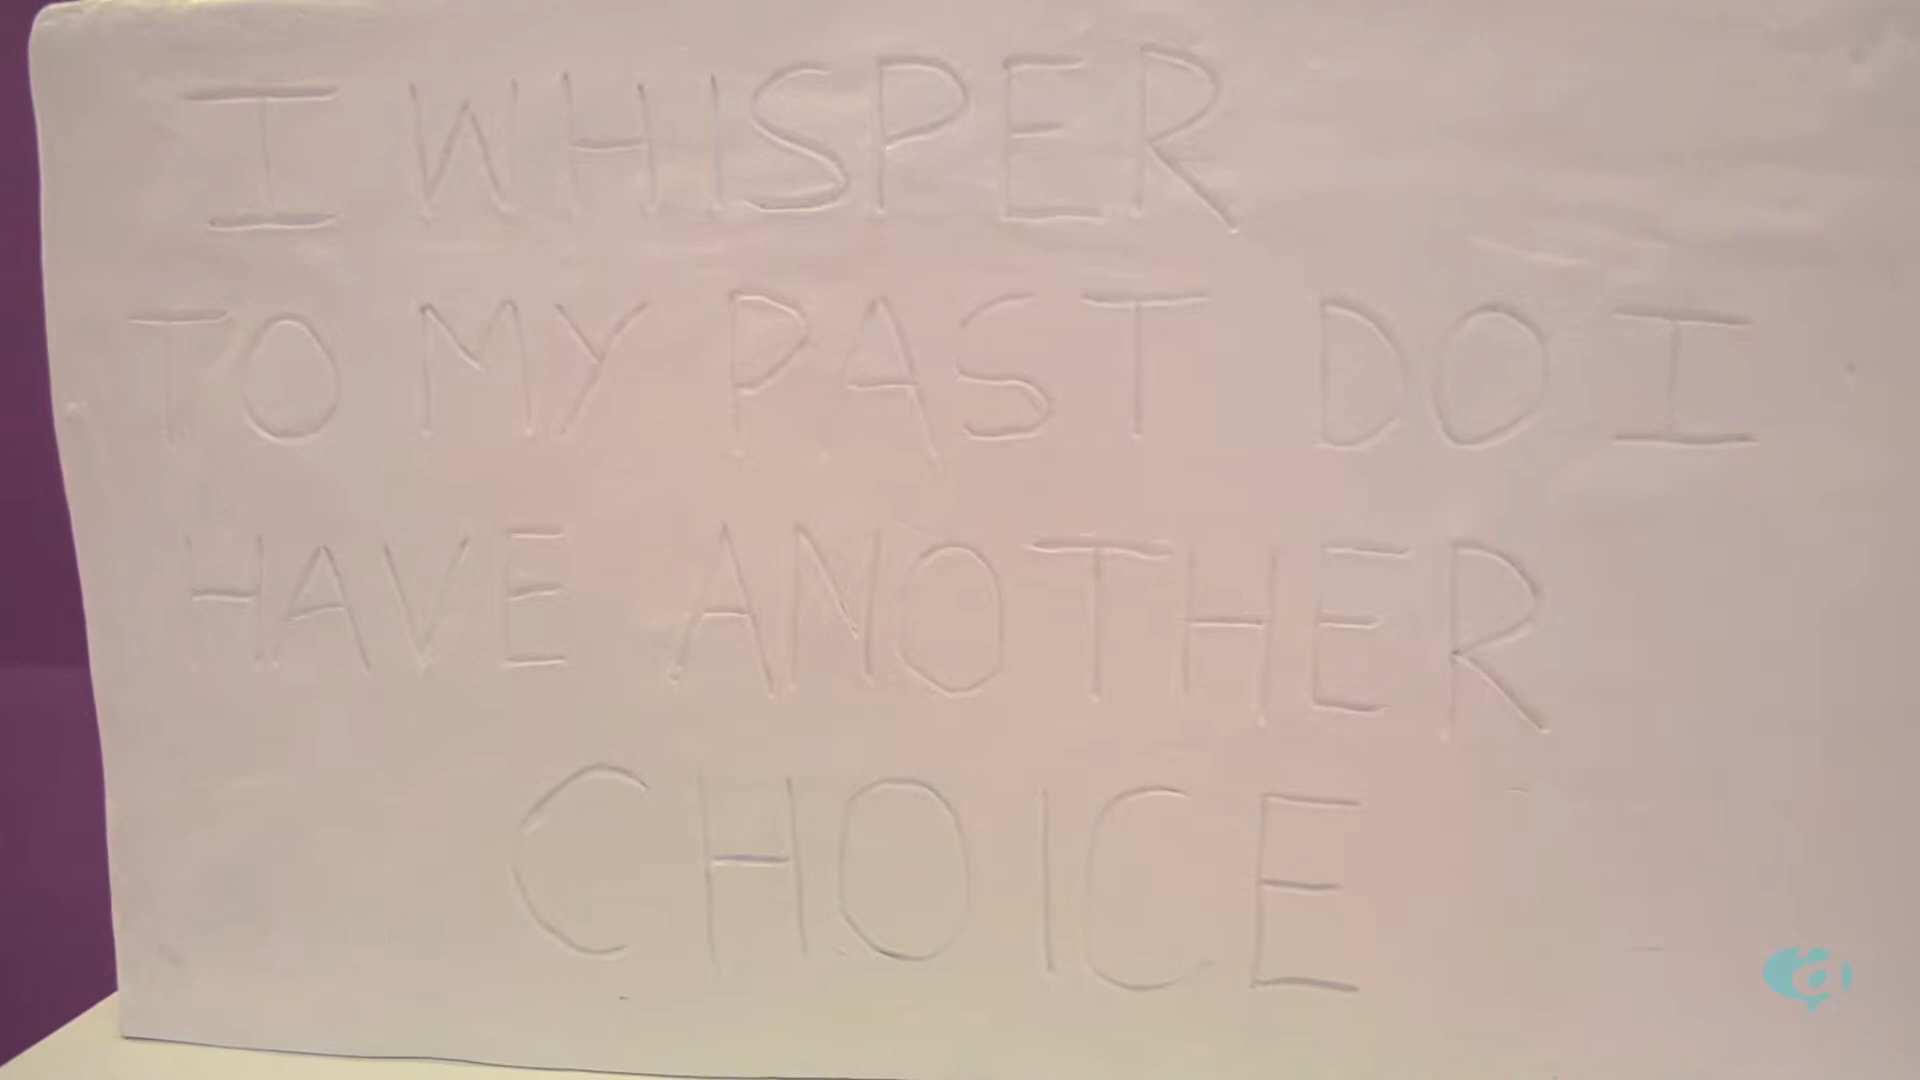 I WHISPER
TO MY PAST DO I
HAVE ANOTHER
CHOICE
a